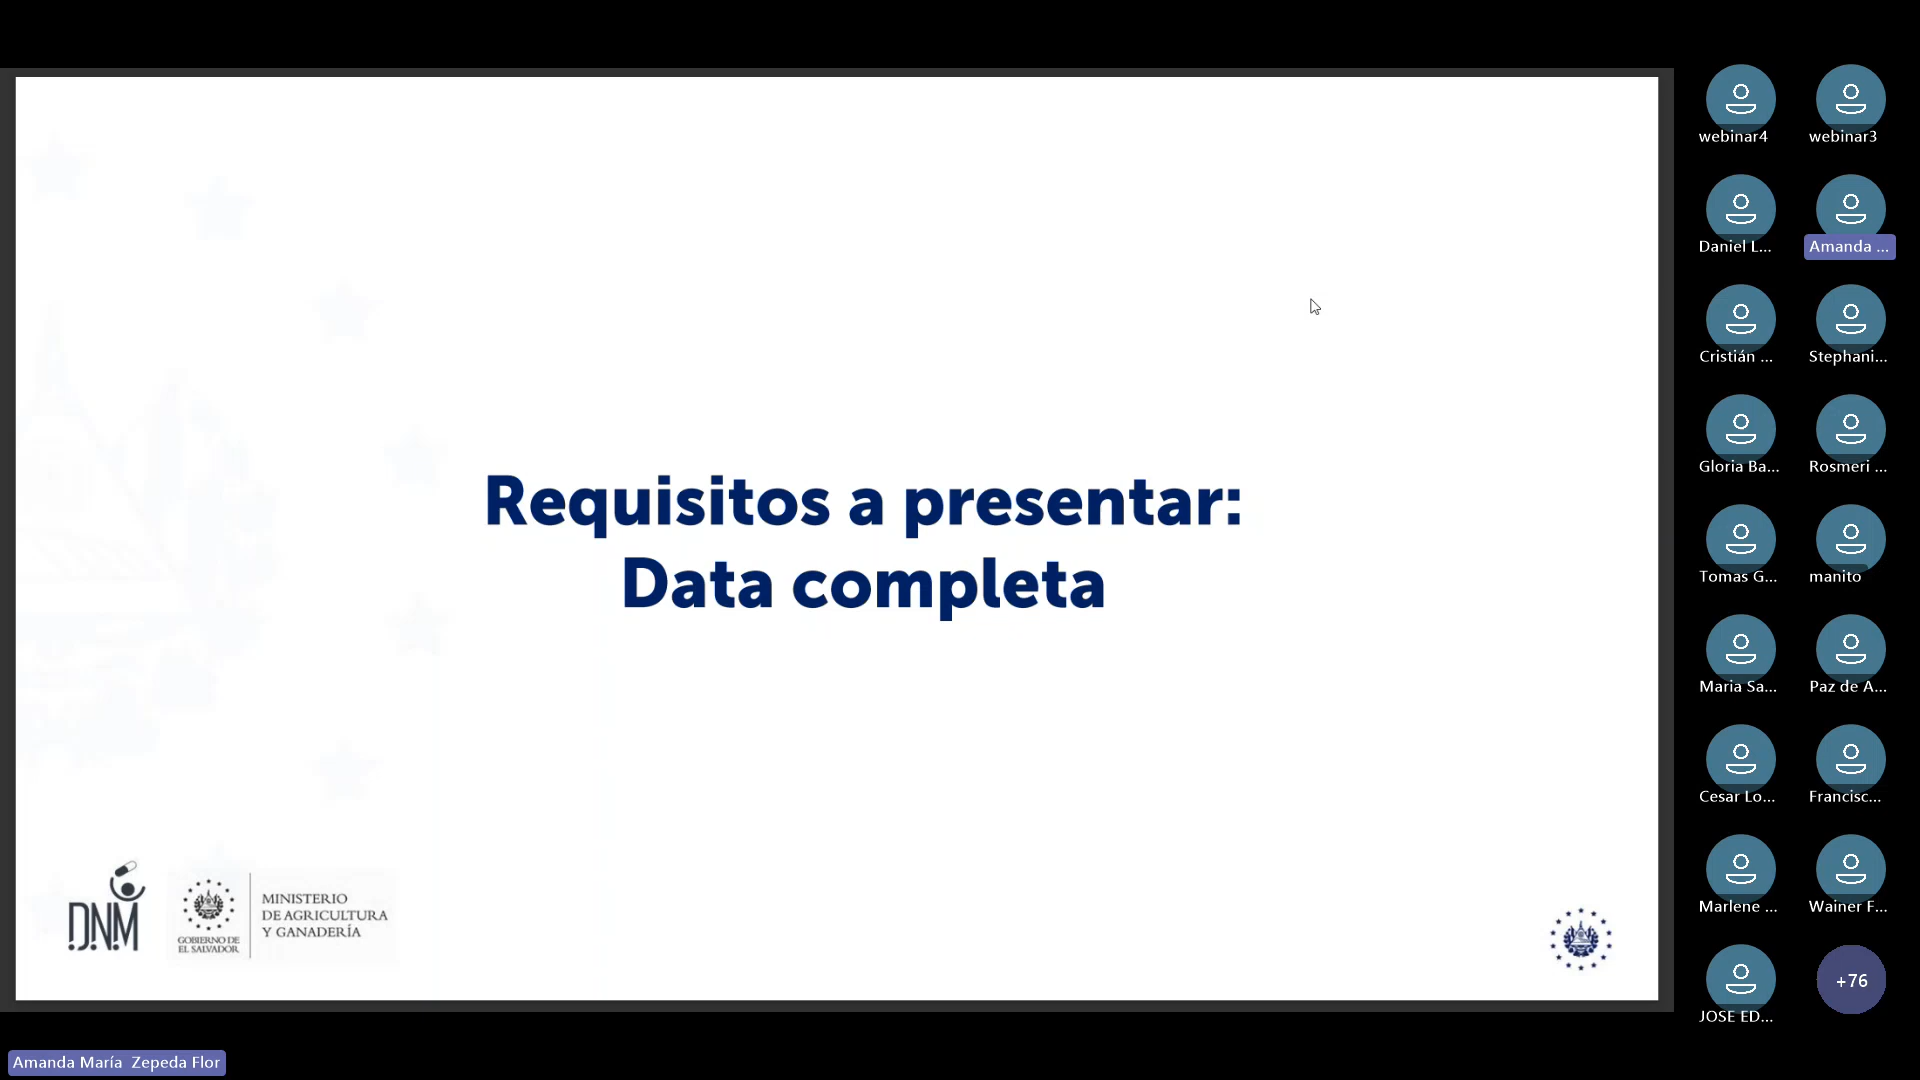 Requisitos a presentar:
Data completa
DNM
GOBIERNO DE
EL SALVADOR
MINISTERIO
DE AGRICULTURA
Y GANADERÍA
webinar4
webinar3
Daniel L...
Amanda ...
Cristián ...
Stephani...
Gloria Ba...
Rosmeri ...
Tomas G...
manito
Maria Sa...
Paz de A...
Cesar Lo...
Francisc...
Marlene ...
Wainer F...
JOSE ED...
+76
Amanda María Zepeda Flor